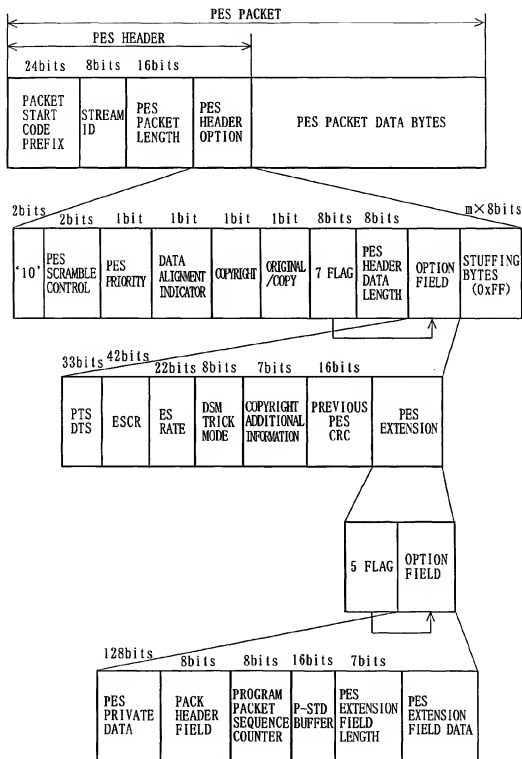 PES PACKET
PES HEADER
24bits 8bits 16bits
PACKET START CODE PREFIX
STREAM ID
PES PACKET LENGTH
PES HEADER OPTION
PES PACKET DATA BYTES
2bits 2bits 1bit 1bit 1bit 1bit 8bits 8bits m×8bits
'10'
PES SCRAMBLE CONTROL
PES PRIORITY
DATA ALIGNMENT INDICATOR
COPYRIGHT
ORIGINAL /COPY
7 FLAG
PES HEADER DATA LENGTH
OPTION FIELD
STUFFING BYTES (0xFF)
33bits 42bits 22bits 8bits 7bits 16bits
PTS DTS
ESCR
ES RATE
DSM TRICK MODE
COPYRIGHT ADDITIONAL INFORMATION
PREVIOUS PES CRC
PES EXTENSION
5 FLAG
OPTION FIELD
128bits 8bits 8bits 16bits 7bits
PES PRIVATE DATA
PACK HEADER FIELD
PROGRAM PACKET SEQUENCE COUNTER
P-STD BUFFER
PES EXTENSION FIELD LENGTH
PES EXTENSION FIELD DATA